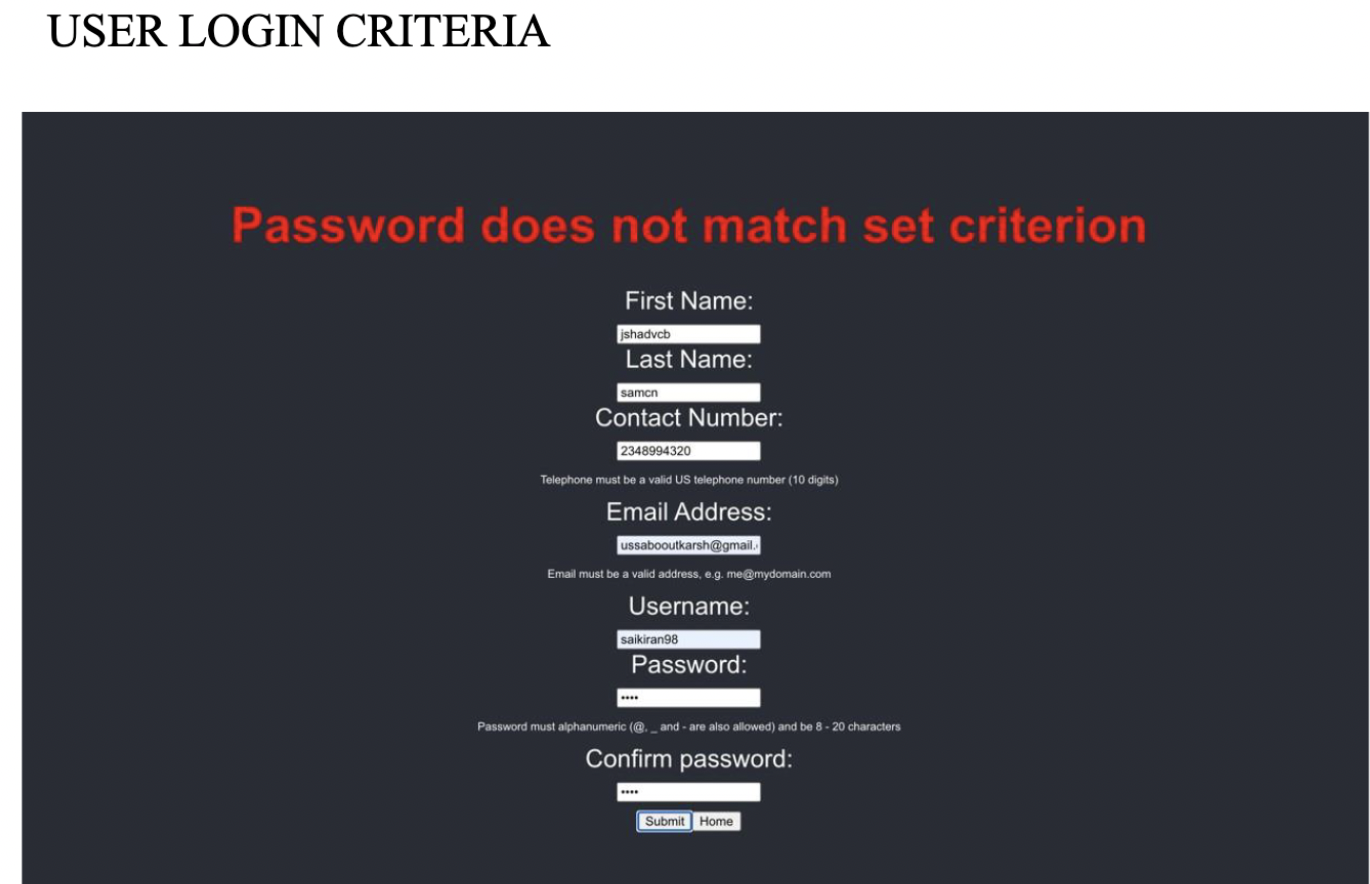 USER LOGIN CRITERIA
Password does not match set criterion
First Name:
jshadvcb
Last Name:
samcn
Contact Number:
2348994320
Telephone must be a valid US telephone number (10 digits)
Email Address:
ussabooutkarsh@gmail.
Email must be a valid address, e.g. me@mydomain.com
Username:
saikiran98
Password:
••••
Password must alphanumeric (@, _ and - are also allowed) and be 8 - 20 characters
Confirm password:
••••
Submit Home